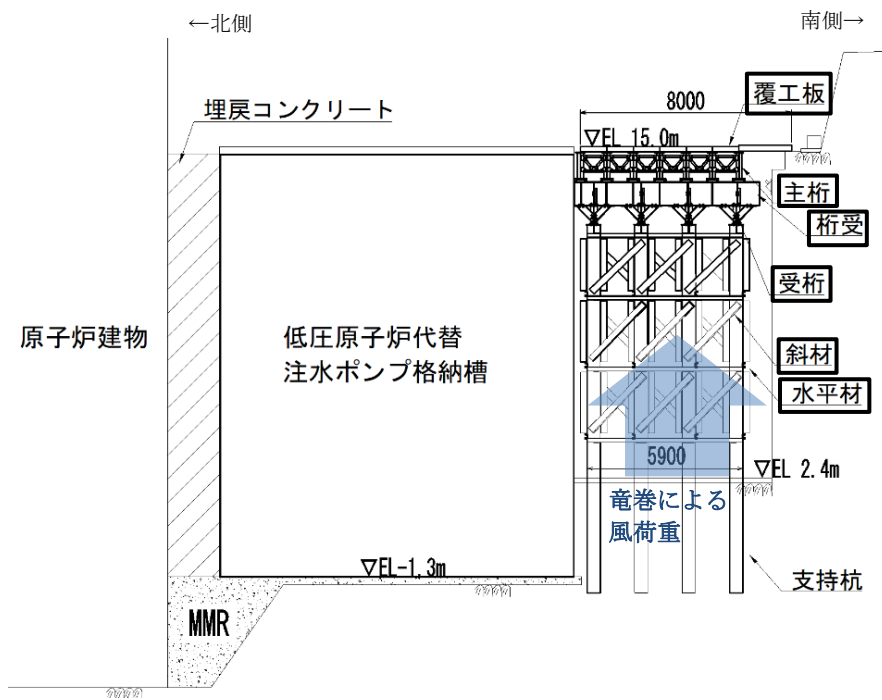 ←北側
南側→
埋戻コンクリート
8000
覆工板
▽EL 15.0m
主桁
桁受
受桁
原子炉建物
低圧原子炉代替
注水ポンプ格納槽
斜材
水平材
5900
▽EL 2.4m
竜巻による
風荷重
▽EL-1.3m
支持杭
MMR